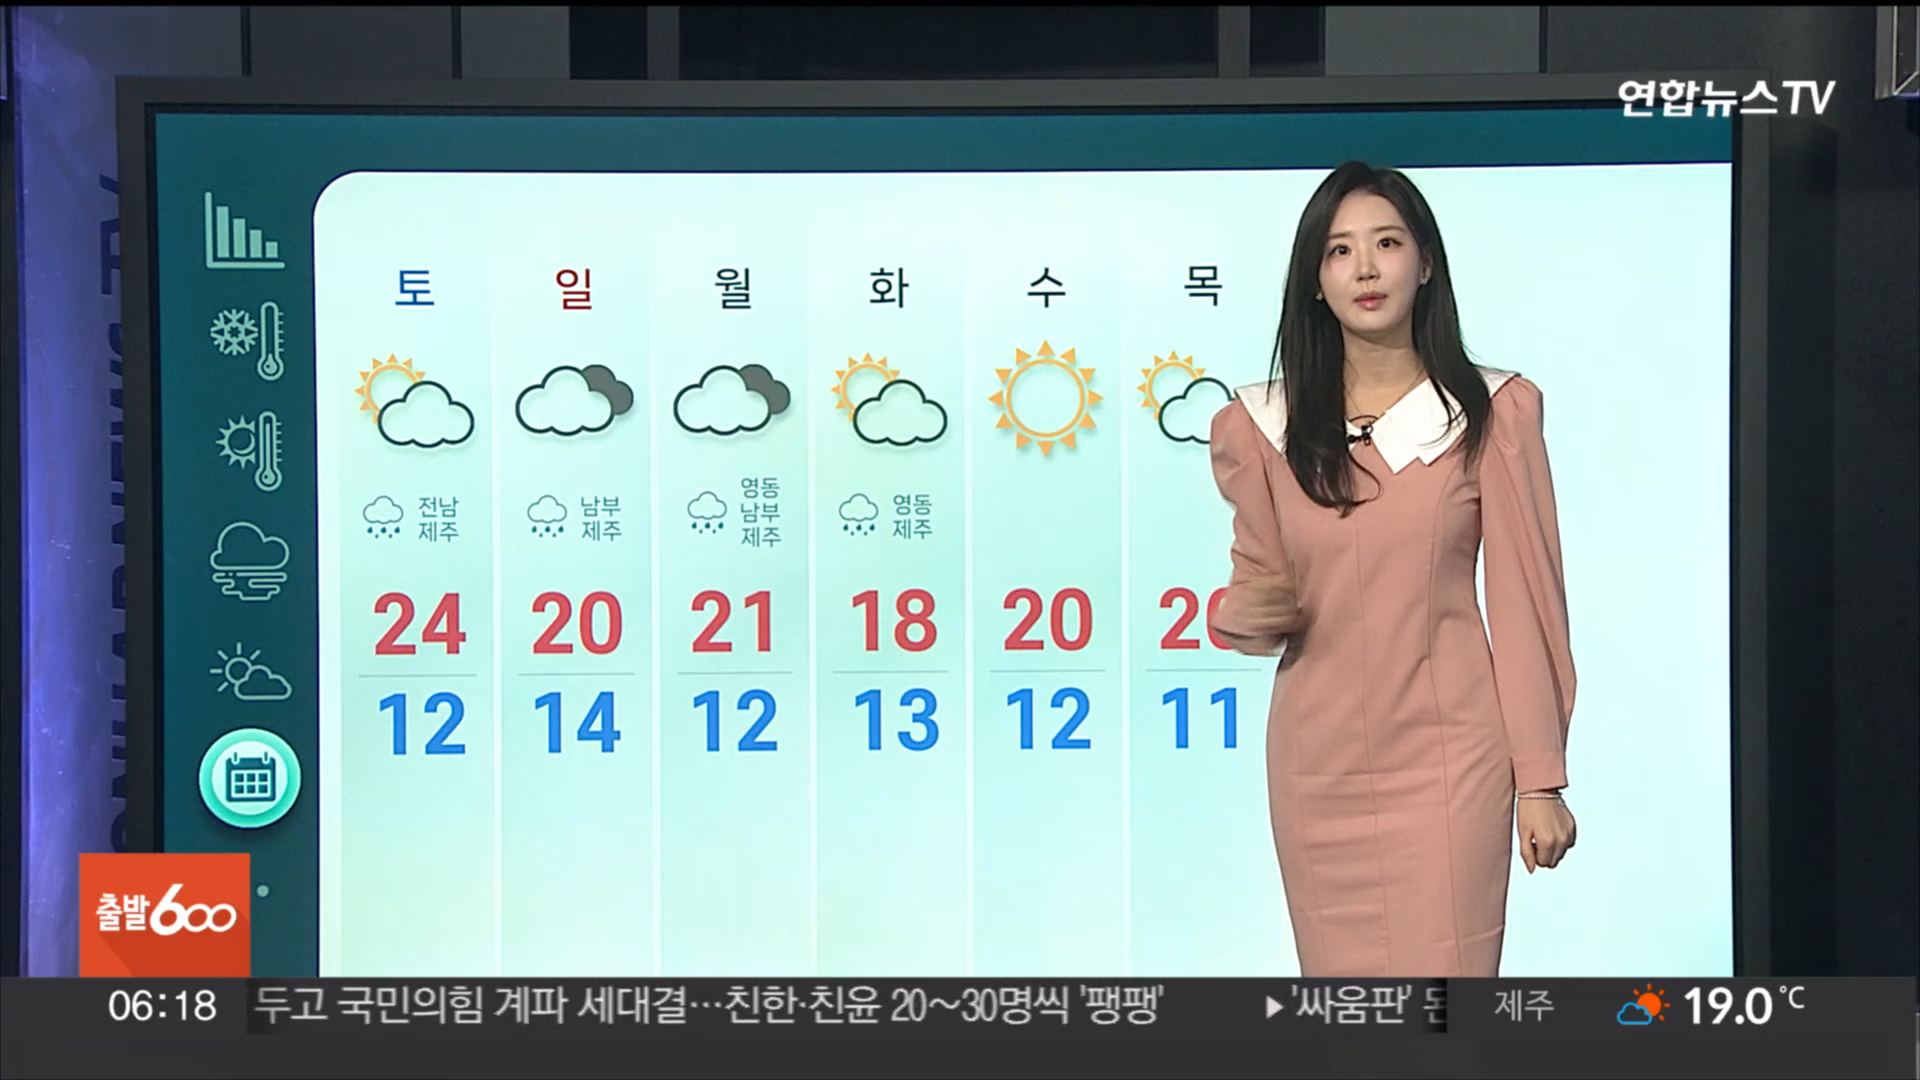 연합뉴스TV
토 일 월 화 수 목
전남 제주
남부 제주
영동 남부 제주
영동 제주
24 20 21 18 20
12 14 12 13 12 11
출발600
06:18 두고 국민의힘 계파 세대결…친한·친윤 20~30명씩 '팽팽' ▶'싸움판' 제주 19.0℃